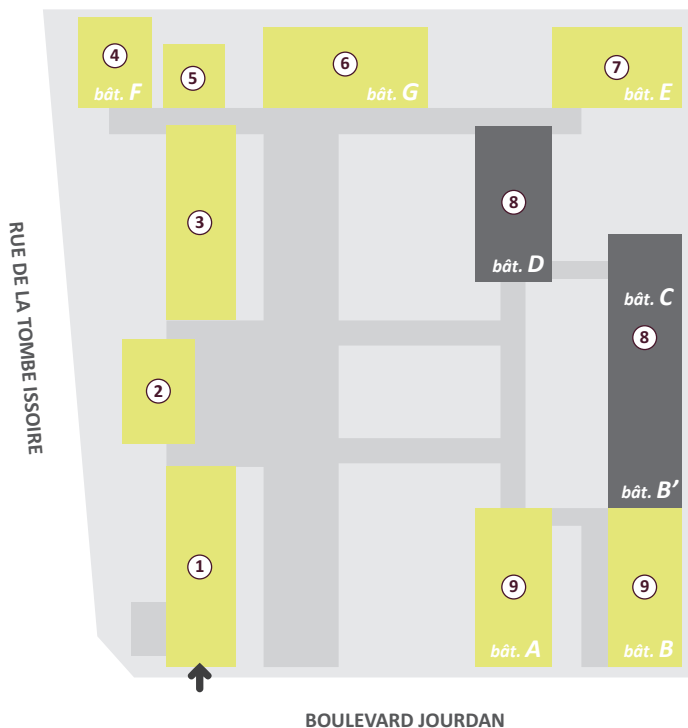 4
bât. F
5
6
bât. G
7
bât. E
3
8
bât. D
bât. C
8
bât. B’
RUE DE LA TOMBE ISSOIRE
2
1
9
bât. A
9
bât. B
BOULEVARD JOURDAN